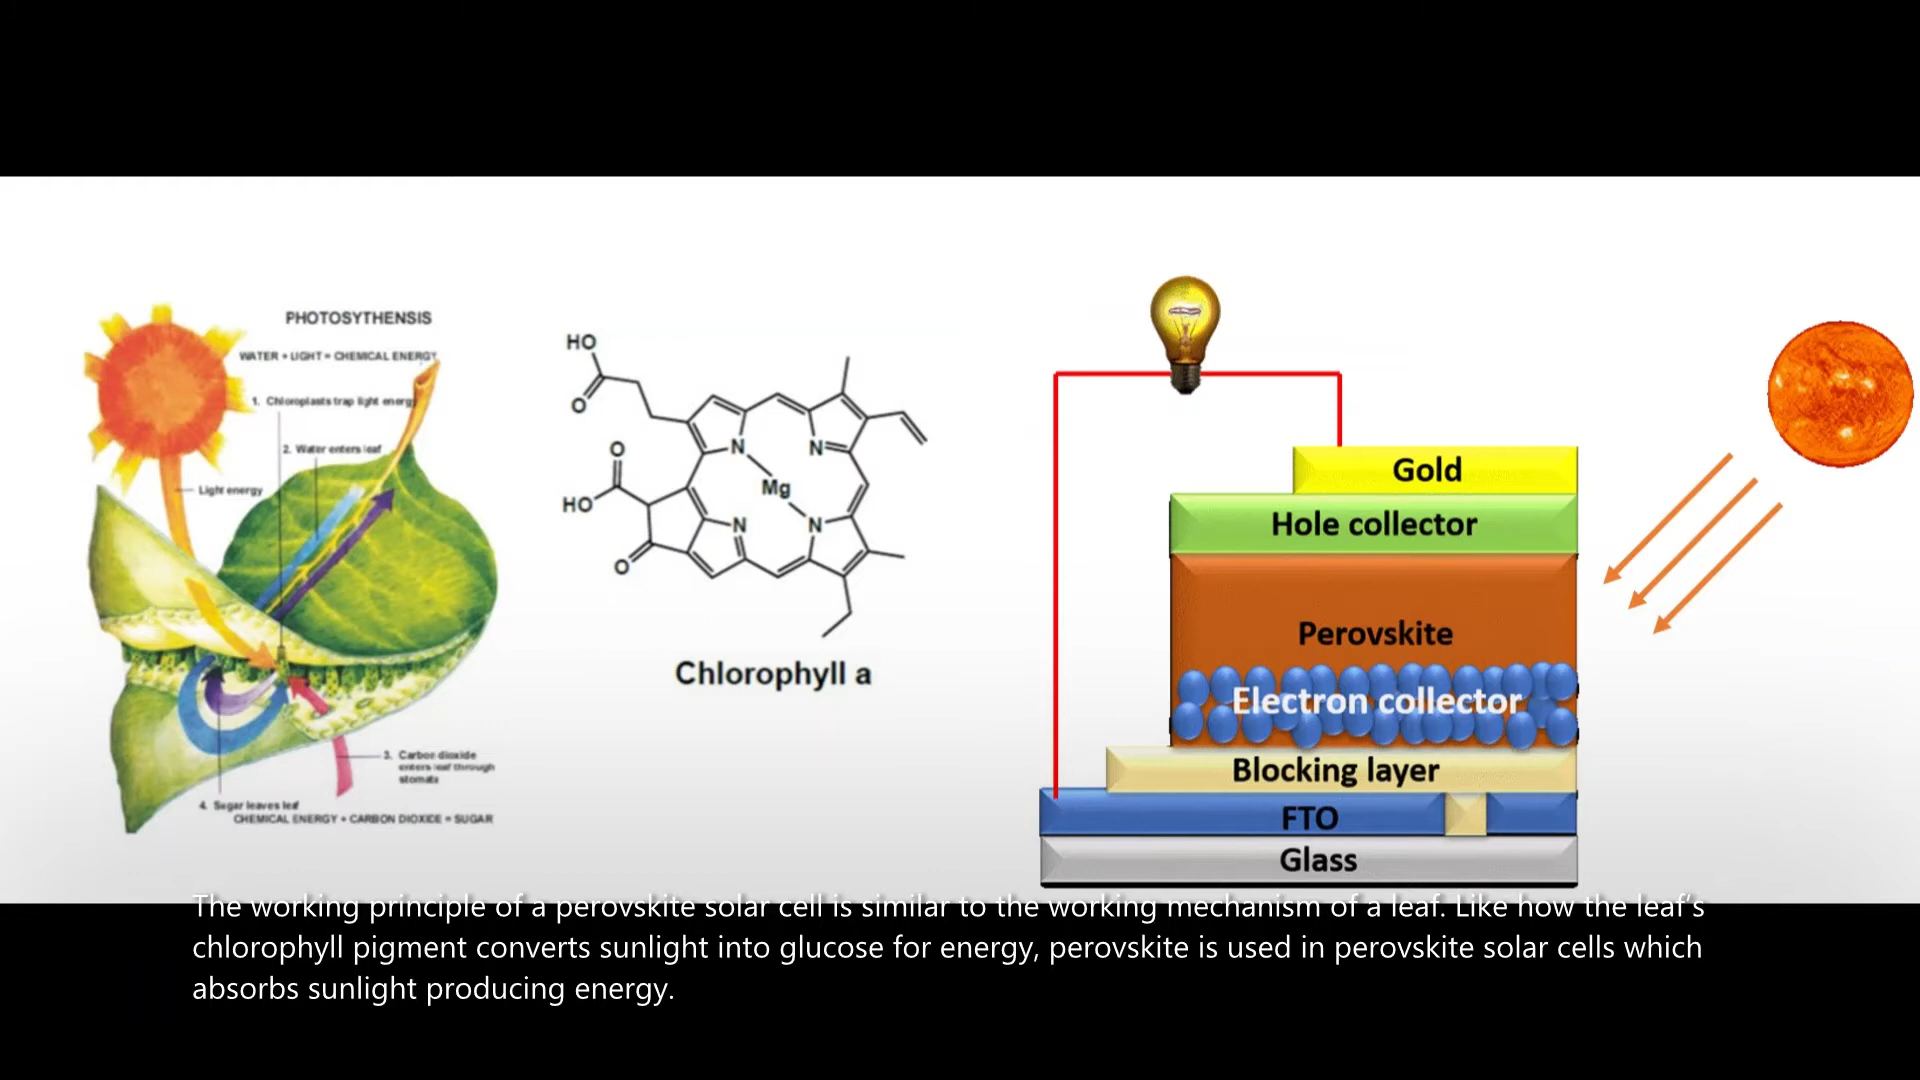 PHOTOSYTHENSIS
WATER + LIGHT = CHEMICAL ENERGY
1. Chloroplasts trap light energy
2. Water enters leaf
Light energy
3. Carbon dioxide
enters leaf through
stomata
4. Sugar leaves leaf
CHEMICAL ENERGY + CARBON DIOXIDE = SUGAR
HO
O
O
HO
O
N
N
Mg
N
N
Chlorophyll a
Gold
Hole collector
Perovskite
Electron collector
Blocking layer
FTO
Glass
The working principle of a perovskite solar cell is similar to the working mechanism of a leaf. Like how the leaf's
chlorophyll pigment converts sunlight into glucose for energy, perovskite is used in perovskite solar cells which
absorbs sunlight producing energy.